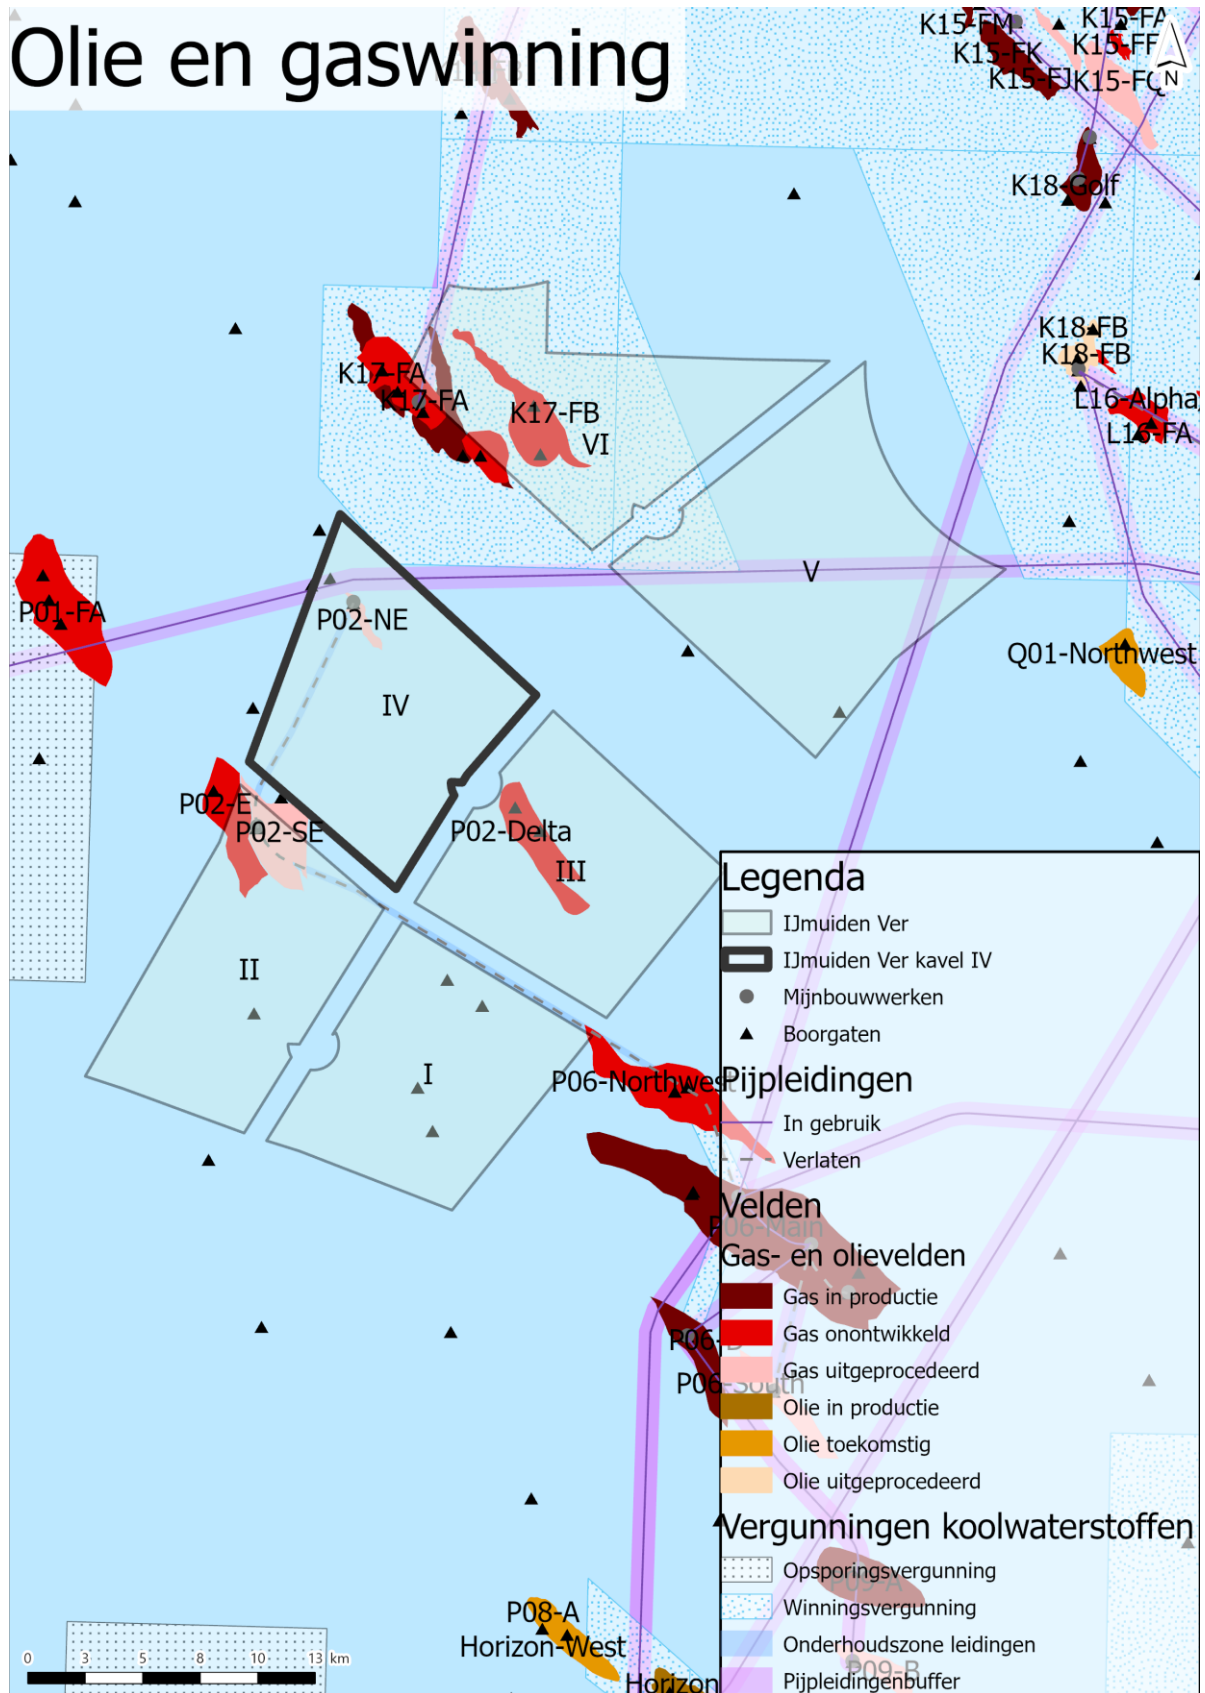 Olie en gaswinning
K15-FM
K15-FA
K15-FK
K15-FJ
K15-FQ
N
K18-Golf
K18-FB
K18-FB
K17-FA
K17-FA
K17-FB
VI
L16-Alpha
L16-FA
V
P01-FA
P02-NE
Q01-Northwest
IV
P02-E
P02-SE
P02-Delta
III
II
I
P06-Northwest
P06-Main
P06-D
P06-South
P08-A
Horizon-West
Horizon
P09-A
P09-B
0 3 5 8 10 13 km
Legenda
IJmuiden Ver
IJmuiden Ver kavel IV
Mijnbouwwerken
Boorgaten
Pijpleidingen
In gebruik
Verlaten
Velden
Gas- en olievelden
Gas in productie
Gas onontwikkeld
Gas uitgeprocedeerd
Olie in productie
Olie toekomstig
Olie uitgeprocedeerd
Vergunningen koolwaterstoffen
Opsporingsvergunning
Winningsvergunning
Onderhoudszone leidingen
Pijpleidingenbuffer